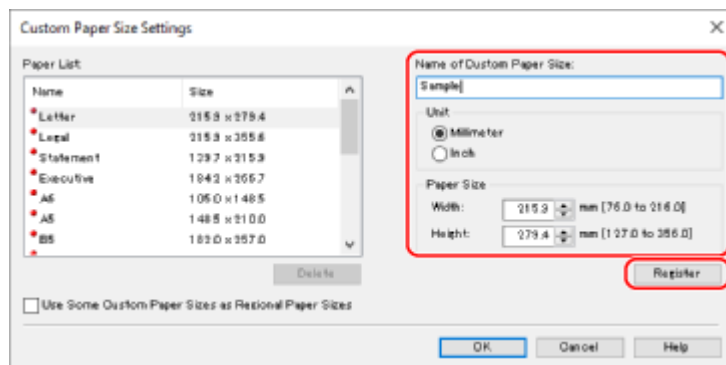 Custom Paper Size Settings
Paper List:
Name Size
Letter 215.9 x 279.4
Legal 215.9 x 355.6
Statement 139.7 x 215.9
Executive 184.2 x 266.7
A6 105.0 x 148.5
A5 148.5 x 210.0
B5 182.0 x 257.0
Delete
Use Some Custom Paper Sizes as Regional Paper Sizes
Name of Custom Paper Size:
Sample
Unit
Millimeter
Inch
Paper Size
Width: 215.9 mm [76.0 to 216.0]
Height: 279.4 mm [127.0 to 356.0]
Register
OK Cancel Help